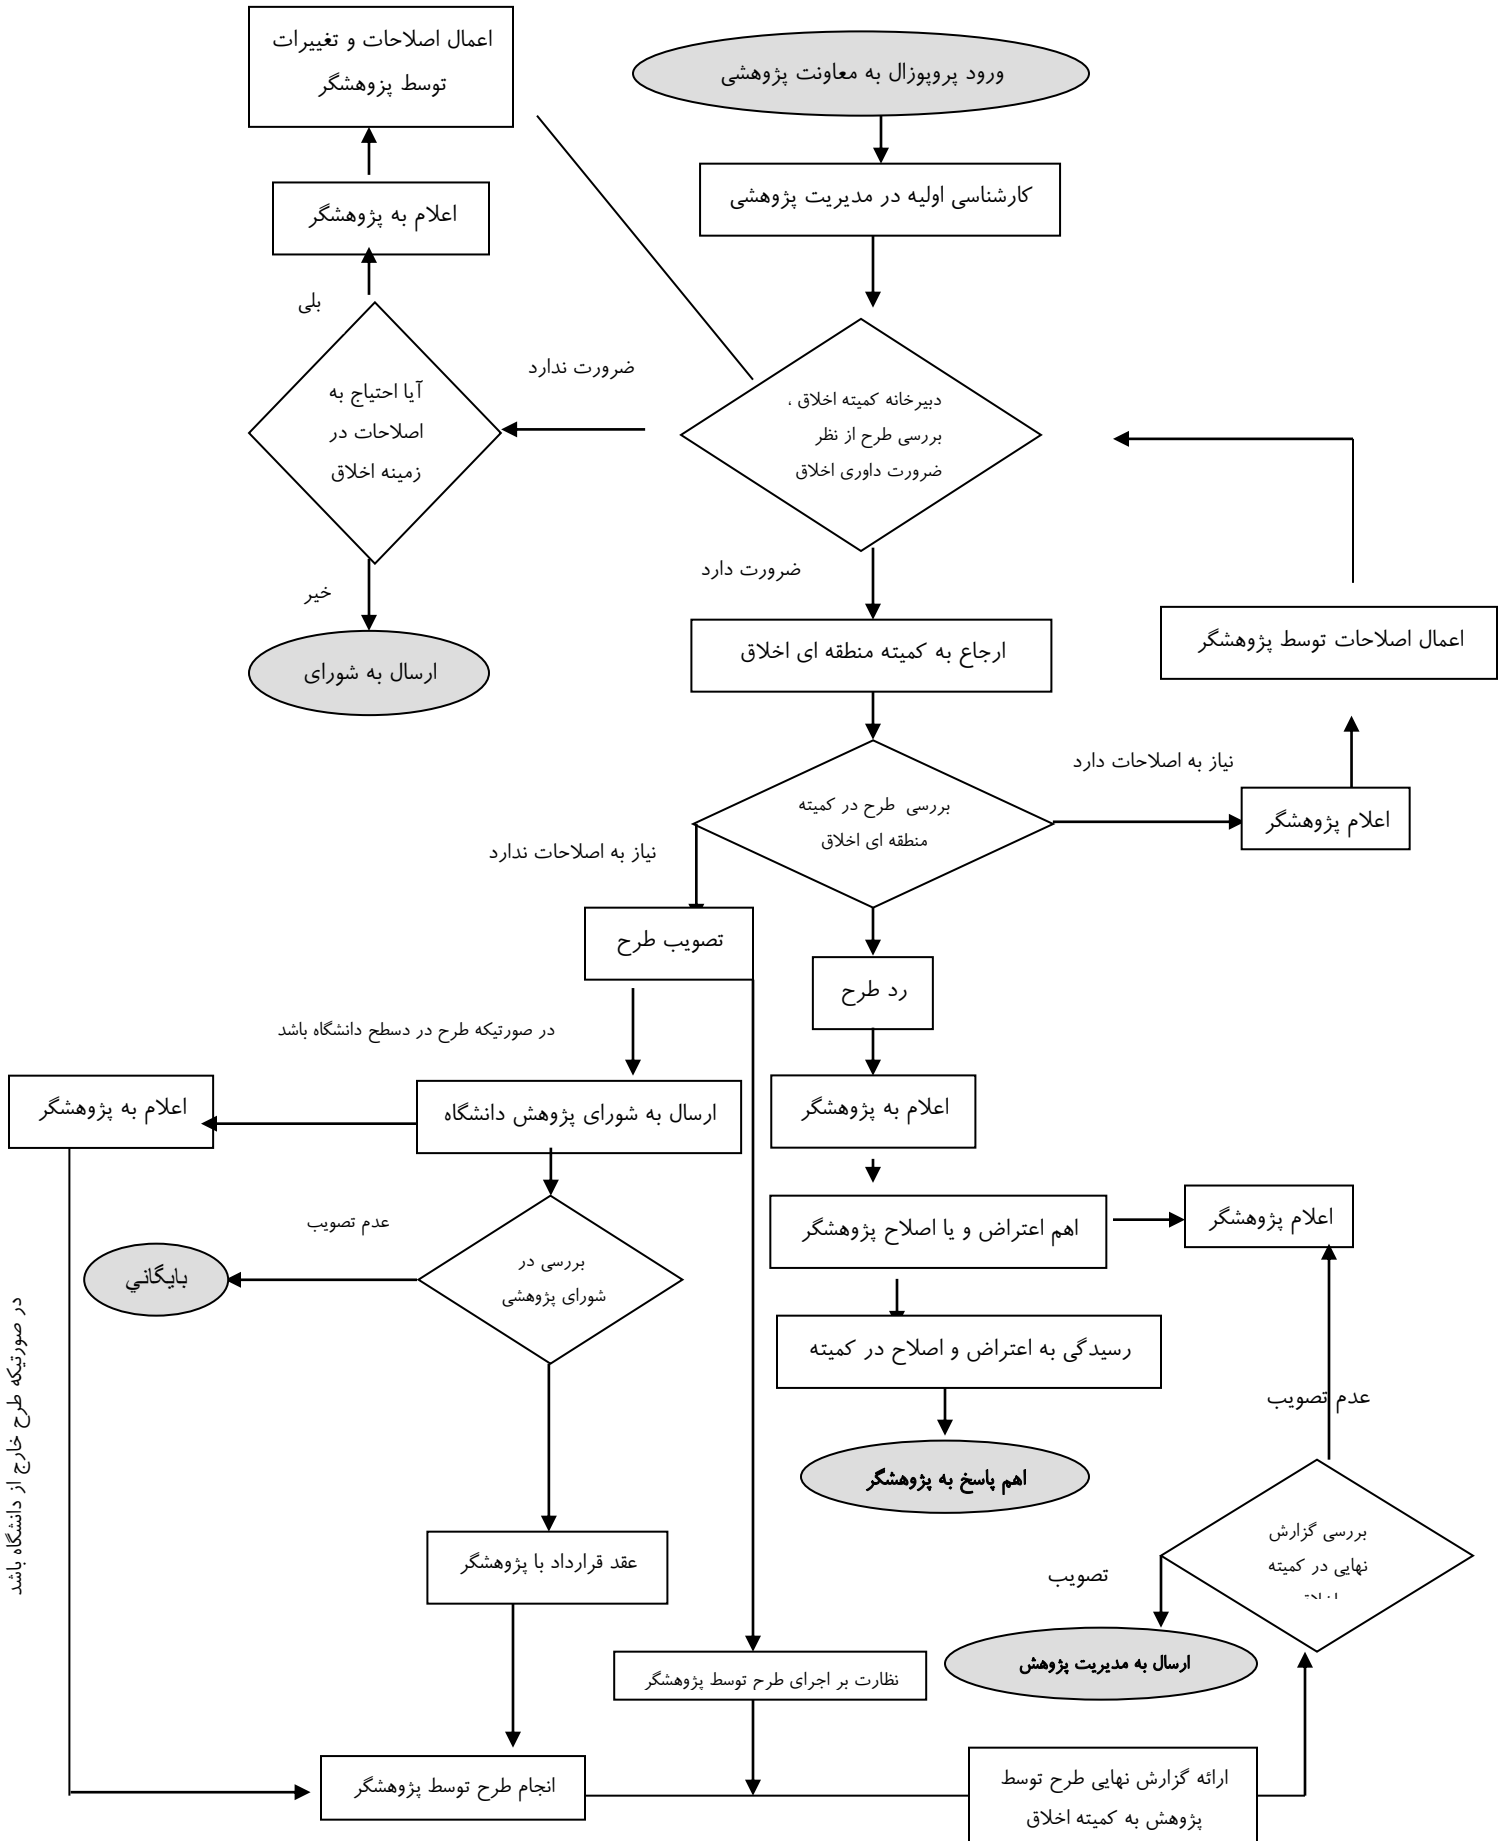 اعمال اصلاحات و تغییرات
توسط پزوهشگر
ورود پروپوزال به معاونت پژوهشی
کارشناسی اولیه در مدیریت پژوهشی
اعلام به پژوهشگر
بلی
ضرورت ندارد
آیا احتیاج به
اصلاحات در
زمینه اخلاق
دبیرخانه کمیته اخلاق ،
بررسی طرح از نظر
ضرورت داوری اخلاق
ضرورت دارد
خیر
ارسال به شورای
ارجاع به کمیته منطقه ای اخلاق
اعمال اصلاحات توسط پژوهشگر
نیاز به اصلاحات دارد
بررسی طرح در کمیته
منطقه ای اخلاق
اعلام پژوهشگر
نیاز به اصلاحات ندارد
تصویب طرح
رد طرح
در صورتیکه طرح در دسطح دانشگاه باشد
اعلام به پژوهشگر
ارسال به شورای پژوهش دانشگاه
اعلام به پژوهشگر
عدم تصویب
اهم اعتراض و یا اصلاح پژوهشگر
اعلام پژوهشگر
بررسی در
شورای پژوهشی
بايگاني
در صورتیکه طرح خارج از دانشگاه باشد
رسیدگی به اعتراض و اصلاح در کمیته
عدم تصویب
اهم پاسخ به پژوهشگر
عقد قرارداد با پژوهشگر
تصویب
بررسی گزارش
نهایی در کمیته
ارسال به مدیریت پژوهش
نظارت بر اجرای طرح توسط پژوهشگر
انجام طرح توسط پژوهشگر
ارائه گزارش نهایی طرح توسط
پژوهش به کمیته اخلاق